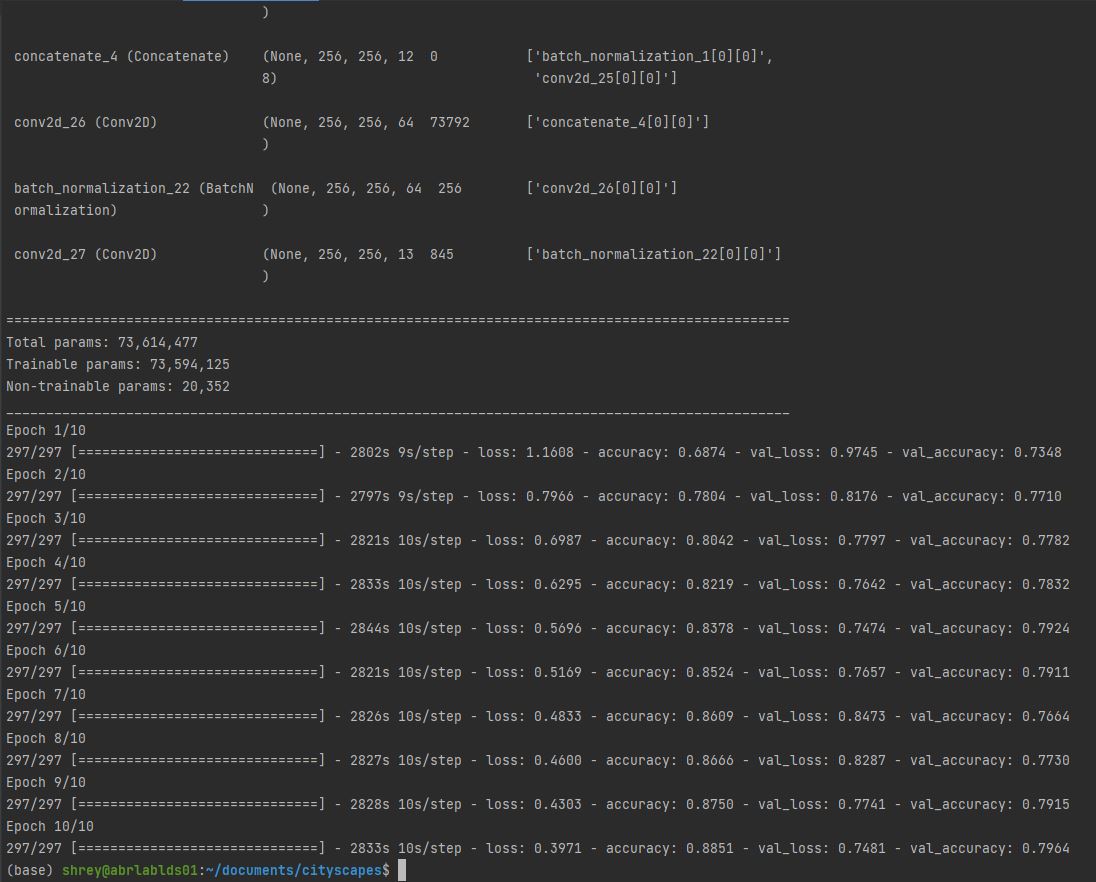 )
concatenate_4 (Concatenate)    (None, 256, 256, 12  0           ['batch_normalization_1[0][0]',
8)                                'conv2d_25[0][0]']
conv2d_26 (Conv2D)             (None, 256, 256, 64  73792       ['concatenate_4[0][0]']
)
batch_normalization_22 (BatchN  (None, 256, 256, 64  256        ['conv2d_26[0][0]']
ormalization)                  )
conv2d_27 (Conv2D)             (None, 256, 256, 13  845         ['batch_normalization_22[0][0]']
)
==================================================================================================
Total params: 73,614,477
Trainable params: 73,594,125
Non-trainable params: 20,352
__________________________________________________________________________________________________
Epoch 1/10
297/297 [==============================] - 2802s 9s/step - loss: 1.1608 - accuracy: 0.6874 - val_loss: 0.9745 - val_accuracy: 0.7348
Epoch 2/10
297/297 [==============================] - 2797s 9s/step - loss: 0.7966 - accuracy: 0.7804 - val_loss: 0.8176 - val_accuracy: 0.7710
Epoch 3/10
297/297 [==============================] - 2821s 10s/step - loss: 0.6987 - accuracy: 0.8042 - val_loss: 0.7797 - val_accuracy: 0.7782
Epoch 4/10
297/297 [==============================] - 2833s 10s/step - loss: 0.6295 - accuracy: 0.8219 - val_loss: 0.7642 - val_accuracy: 0.7832
Epoch 5/10
297/297 [==============================] - 2844s 10s/step - loss: 0.5696 - accuracy: 0.8378 - val_loss: 0.7474 - val_accuracy: 0.7924
Epoch 6/10
297/297 [==============================] - 2821s 10s/step - loss: 0.5169 - accuracy: 0.8524 - val_loss: 0.7657 - val_accuracy: 0.7911
Epoch 7/10
297/297 [==============================] - 2826s 10s/step - loss: 0.4833 - accuracy: 0.8609 - val_loss: 0.8473 - val_accuracy: 0.7664
Epoch 8/10
297/297 [==============================] - 2827s 10s/step - loss: 0.4600 - accuracy: 0.8666 - val_loss: 0.8287 - val_accuracy: 0.7730
Epoch 9/10
297/297 [==============================] - 2828s 10s/step - loss: 0.4303 - accuracy: 0.8750 - val_loss: 0.7741 - val_accuracy: 0.7915
Epoch 10/10
297/297 [==============================] - 2833s 10s/step - loss: 0.3971 - accuracy: 0.8851 - val_loss: 0.7481 - val_accuracy: 0.7964
(base) shrey@abrlablds01:~/documents/cityscapes$